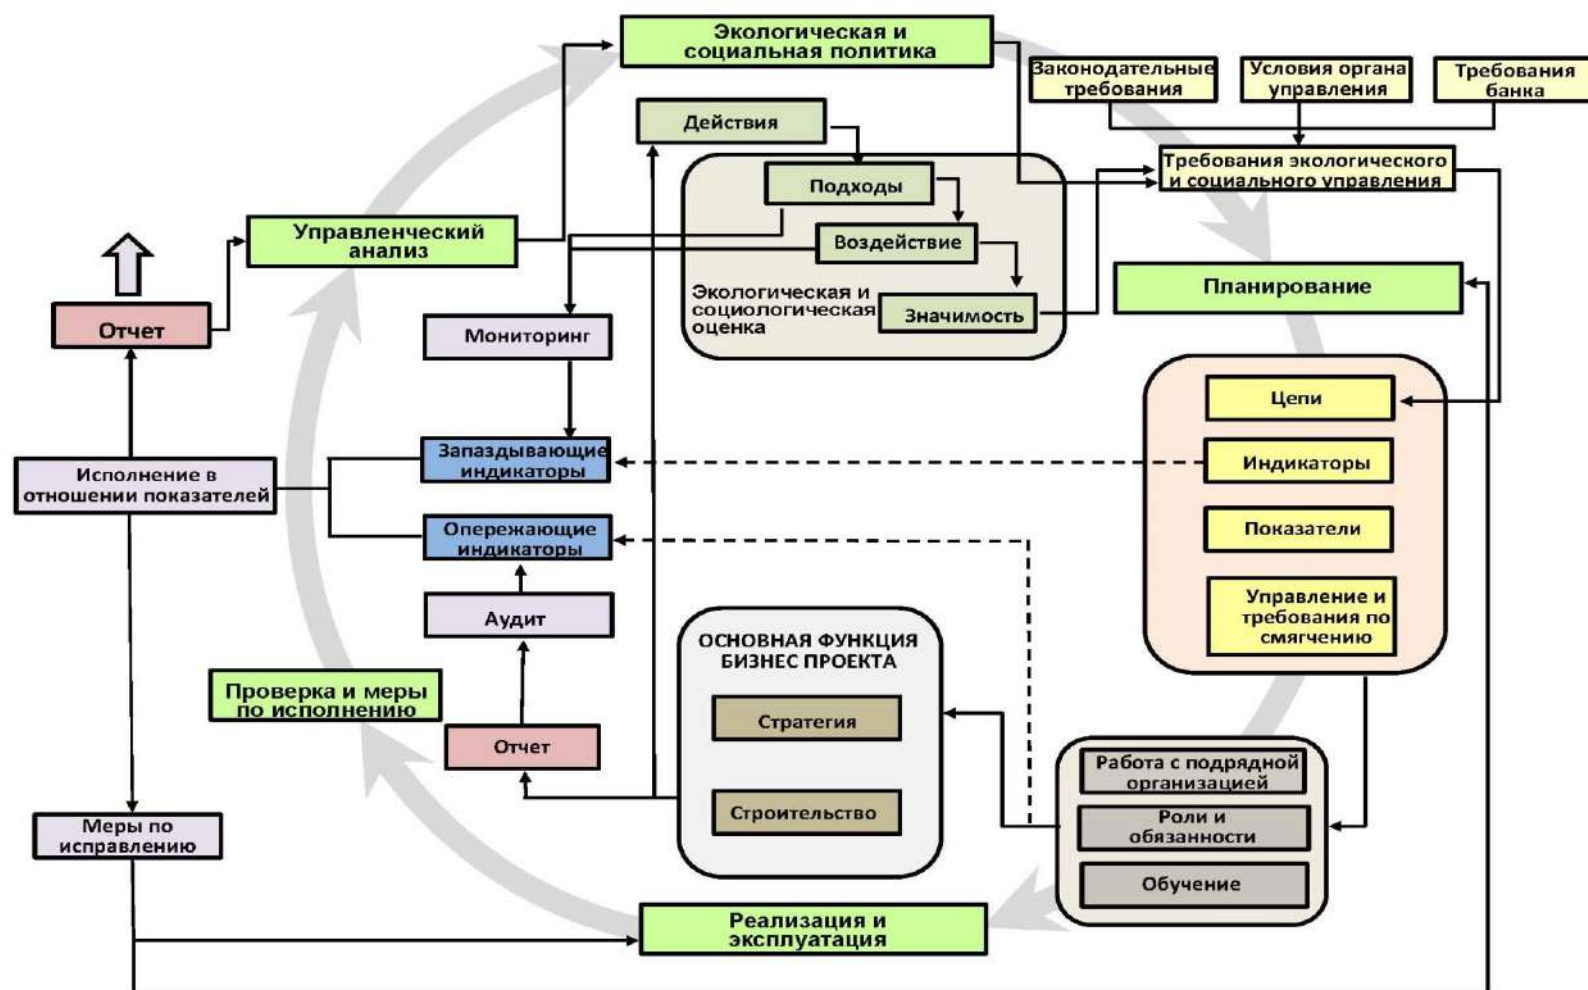 Экологическая и
социальная политика
Законодательные
требования
Условия органа
управления
Требования
банка
Действия
Подходы
Воздействие
Значимость
Экологическая и
социологическая
оценка
Требования экологического
и социального управления
Управленческий
анализ
Отчет
Мониторинг
Планирование
Цепи
Индикаторы
Показатели
Управление и
требования по
смягчению
Запаздывающие
индикаторы
Исполнение в
отношении показателей
Опережающие
индикаторы
Аудит
ОСНОВНАЯ ФУНКЦИЯ
БИЗНЕС ПРОЕКТА
Стратегия
Строительство
Проверка и меры
по исполнению
Отчет
Работа с подрядной
организацией
Роли и
обязанности
Обучение
Меры по
исправлению
Реализация и
эксплуатация